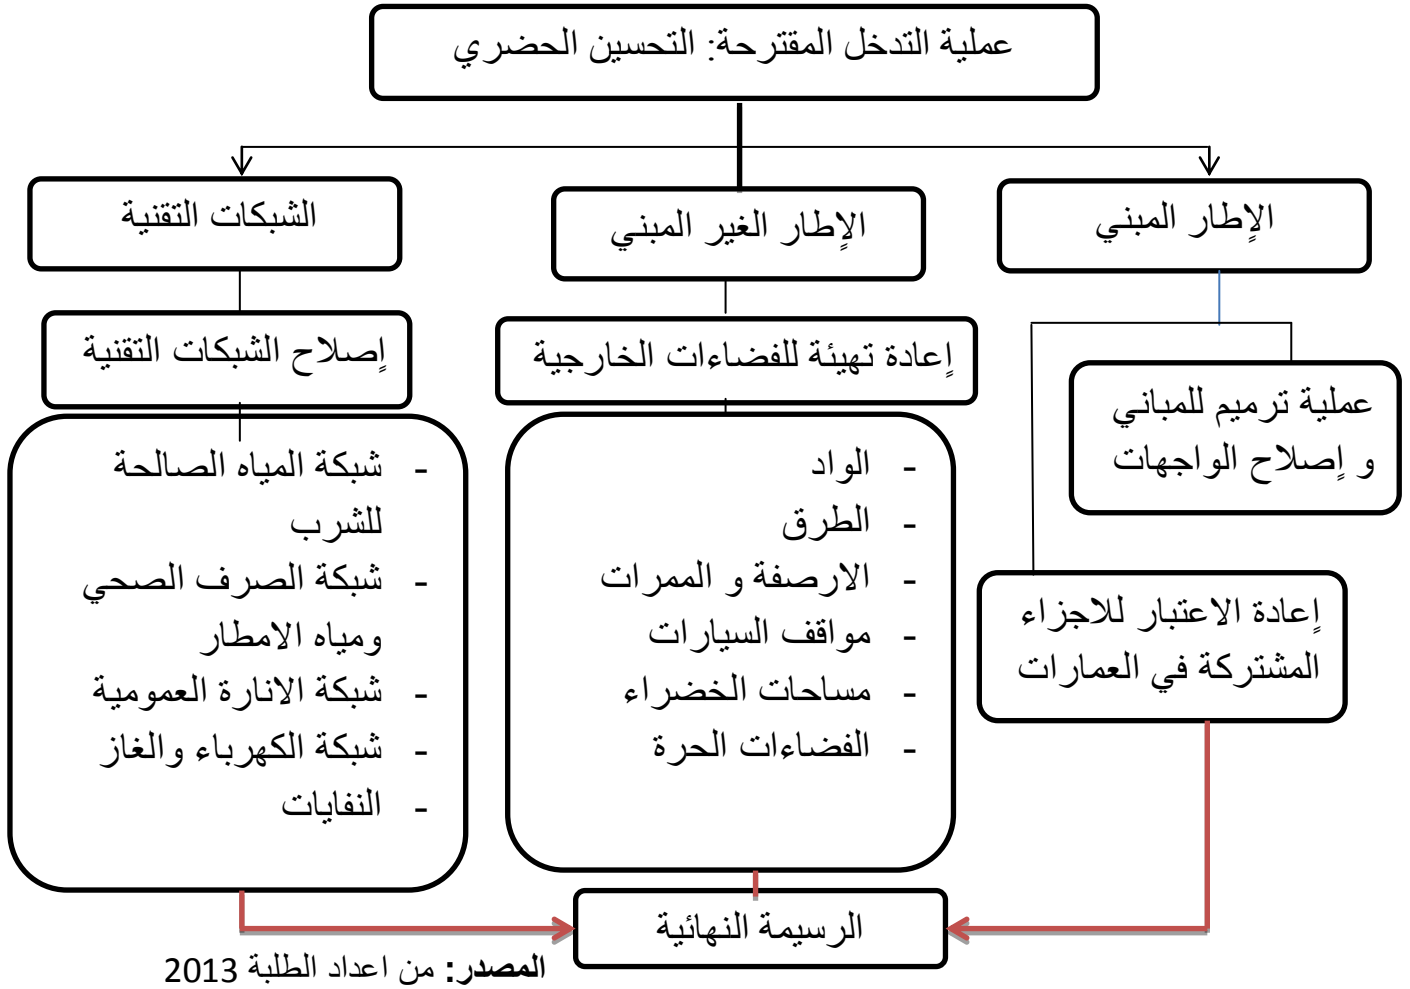 عملية التدخل المقترحة: التحسين الحضري
الإطار المبني
الإطار الغير المبني
الشبكات التقنية
عملية ترميم للمباني
و إصلاح الواجهات
إعادة الاعتبار للاجزاء
المشتركة في العمارات
إعادة تهيئة للفضاءات الخارجية
- الواد
- الطرق
- الارصفة و الممرات
- مواقف السيارات
- مساحات الخضراء
- الفضاءات الحرة
إصلاح الشبكات التقنية
- شبكة المياه الصالحة
للشرب
- شبكة الصرف الصحي
ومياه الامطار
- شبكة الانارة العمومية
- شبكة الكهرباء والغاز
- النفايات
الرسيمة النهائية
المصدر: من اعداد الطلبة 2013